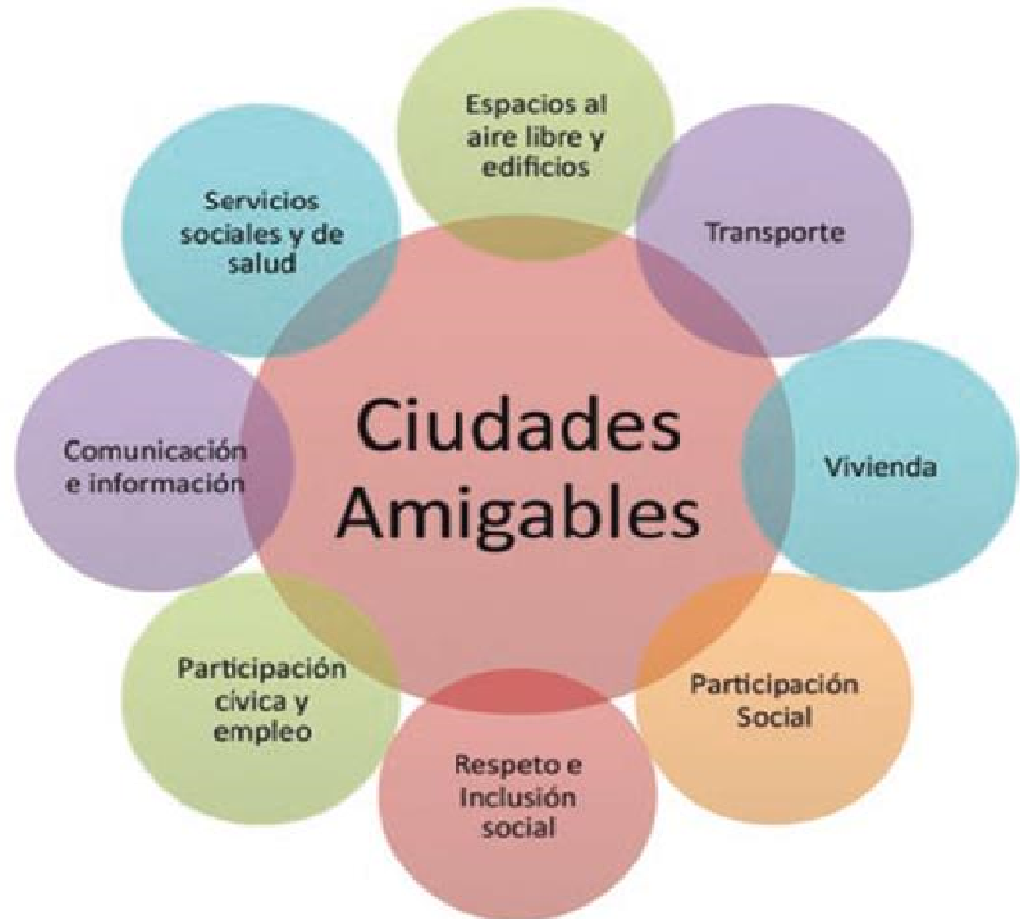 Espacios al
aire libre y
edificios
Transporte
Vivienda
Participación
Social
Respeto e
Inclusión
social
Participación
cívica y
empleo
Comunicación
e información
Servicios
sociales y de
salud
Ciudades
Amigables